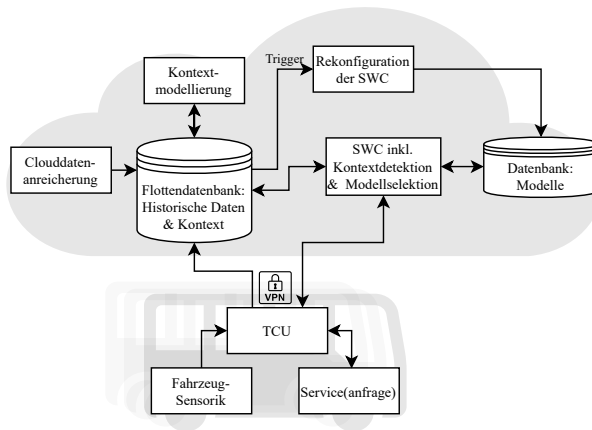 Kontext-
modellierung
Trigger
Rekonfiguration
der SWC
Clouddaten-
anreicherung
Flottendatenbank:
Historische Daten
& Kontext
SWC inkl.
Kontextdetektion
& Modellselektion
Datenbank:
Modelle
VPN
TCU
Fahrzeug-
Sensorik
Service(anfrage)